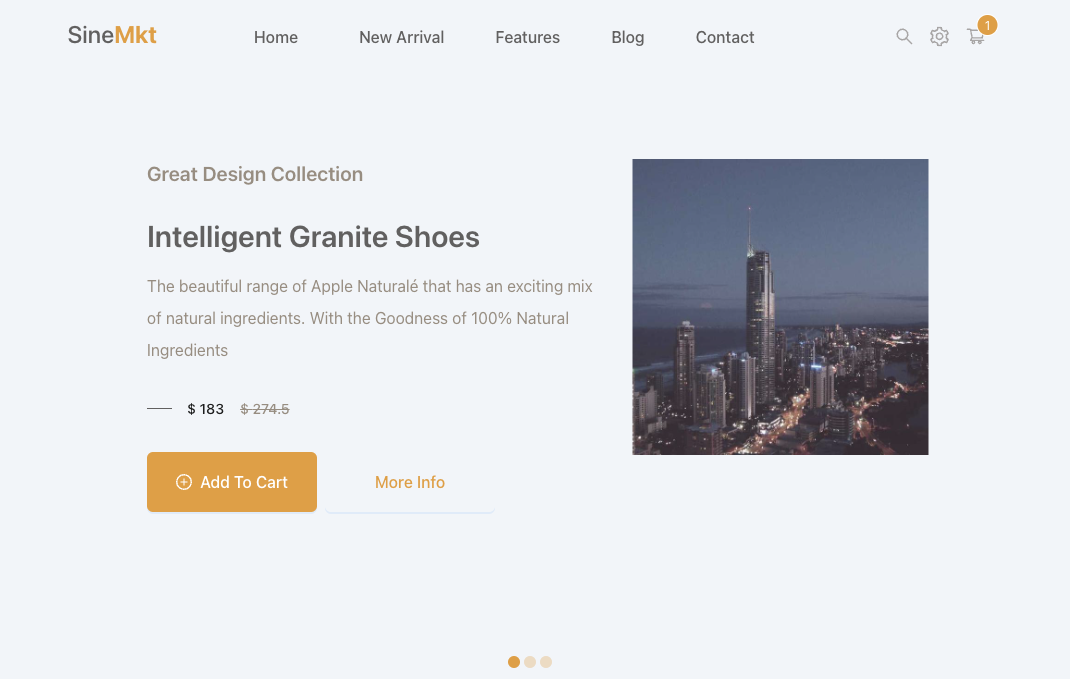 SineMkt
Home New Arrival Features Blog Contact
1
Great Design Collection
Intelligent Granite Shoes
The beautiful range of Apple Naturalé that has an exciting mix
of natural ingredients. With the Goodness of 100% Natural
Ingredients
$ 183 $ 274.5
Add To Cart More Info